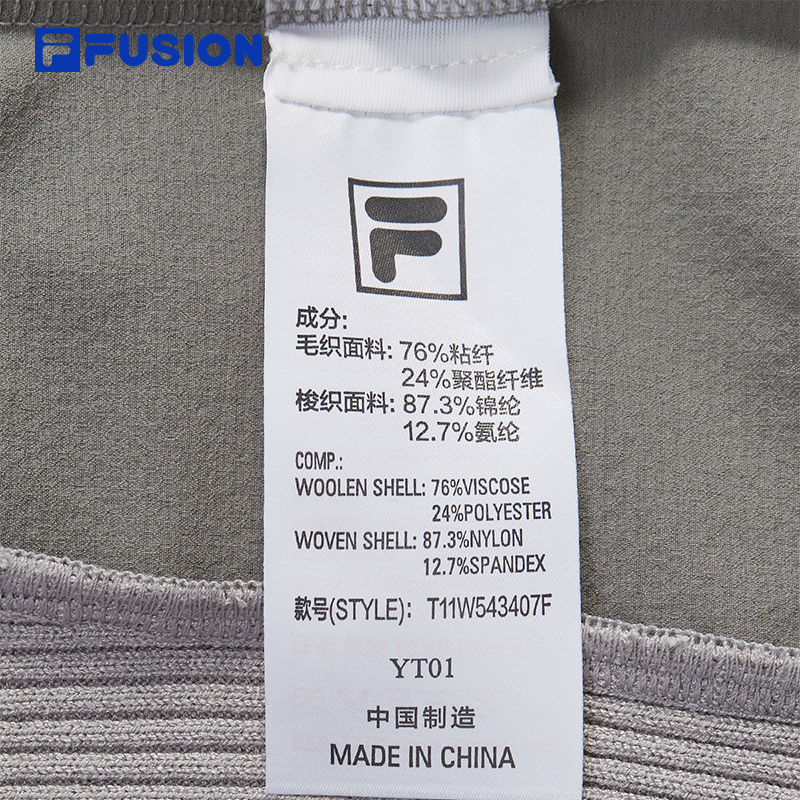 FUSION
成分:
毛织面料: 76%粘纤
24%聚酯纤维
梭织面料: 87.3%锦纶
12.7%氨纶
COMP.:
WOOLEN SHELL: 76%VISCOSE
24%POLYESTER
WOVEN SHELL: 87.3%NYLON
12.7%SPANDEX
款号(STYLE): T11W543407F
YT01
中国制造
MADE IN CHINA